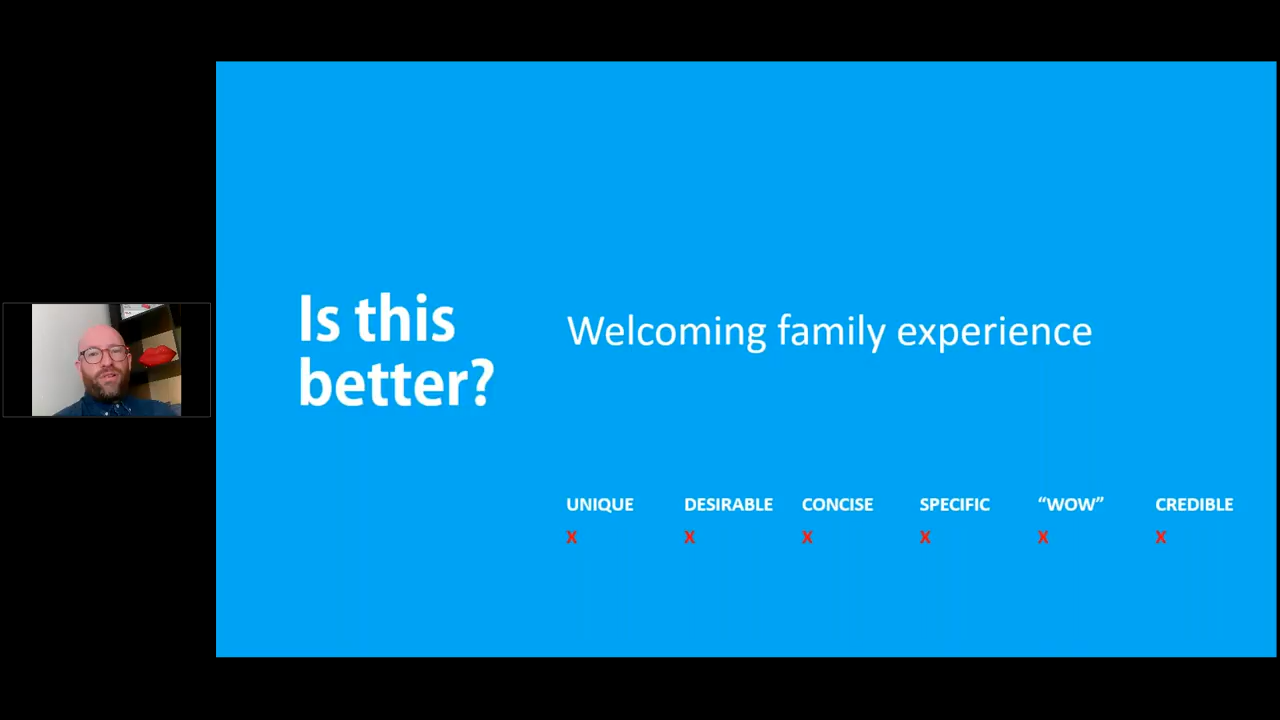 Is this
better?
Welcoming family experience
UNIQUE DESIRABLE CONCISE SPECIFIC “WOW” CREDIBLE
X X X X X X